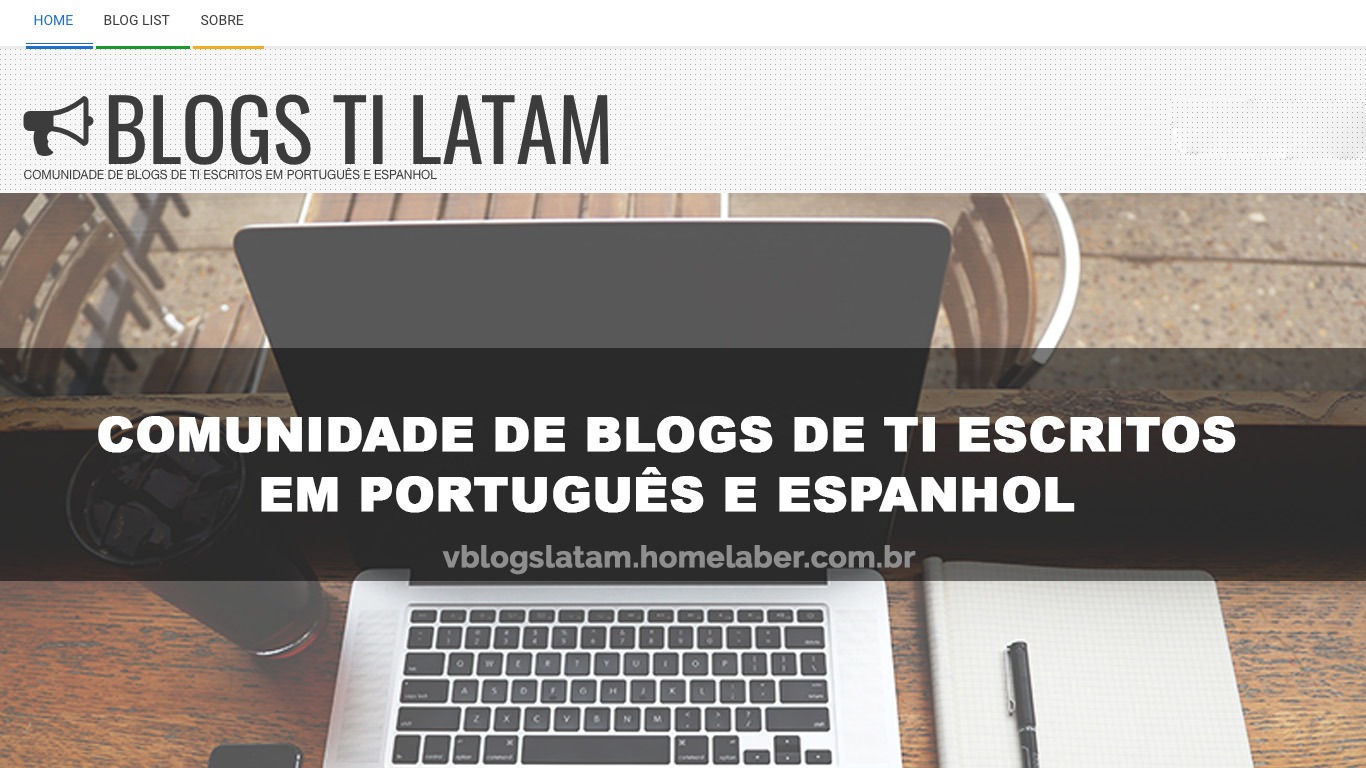 HOME BLOG LIST SOBRE
BLOGS TI LATAM
COMUNIDADE DE BLOGS DE TI ESCRITOS EM PORTUGUÊS E ESPANHOL
COMUNIDADE DE BLOGS DE TI ESCRITOS
EM PORTUGUÊS E ESPANHOL
vblogslatam.homelaber.com.br
Q W E R T Y U I O P
A S D F G H J K L
Z X C V B N M